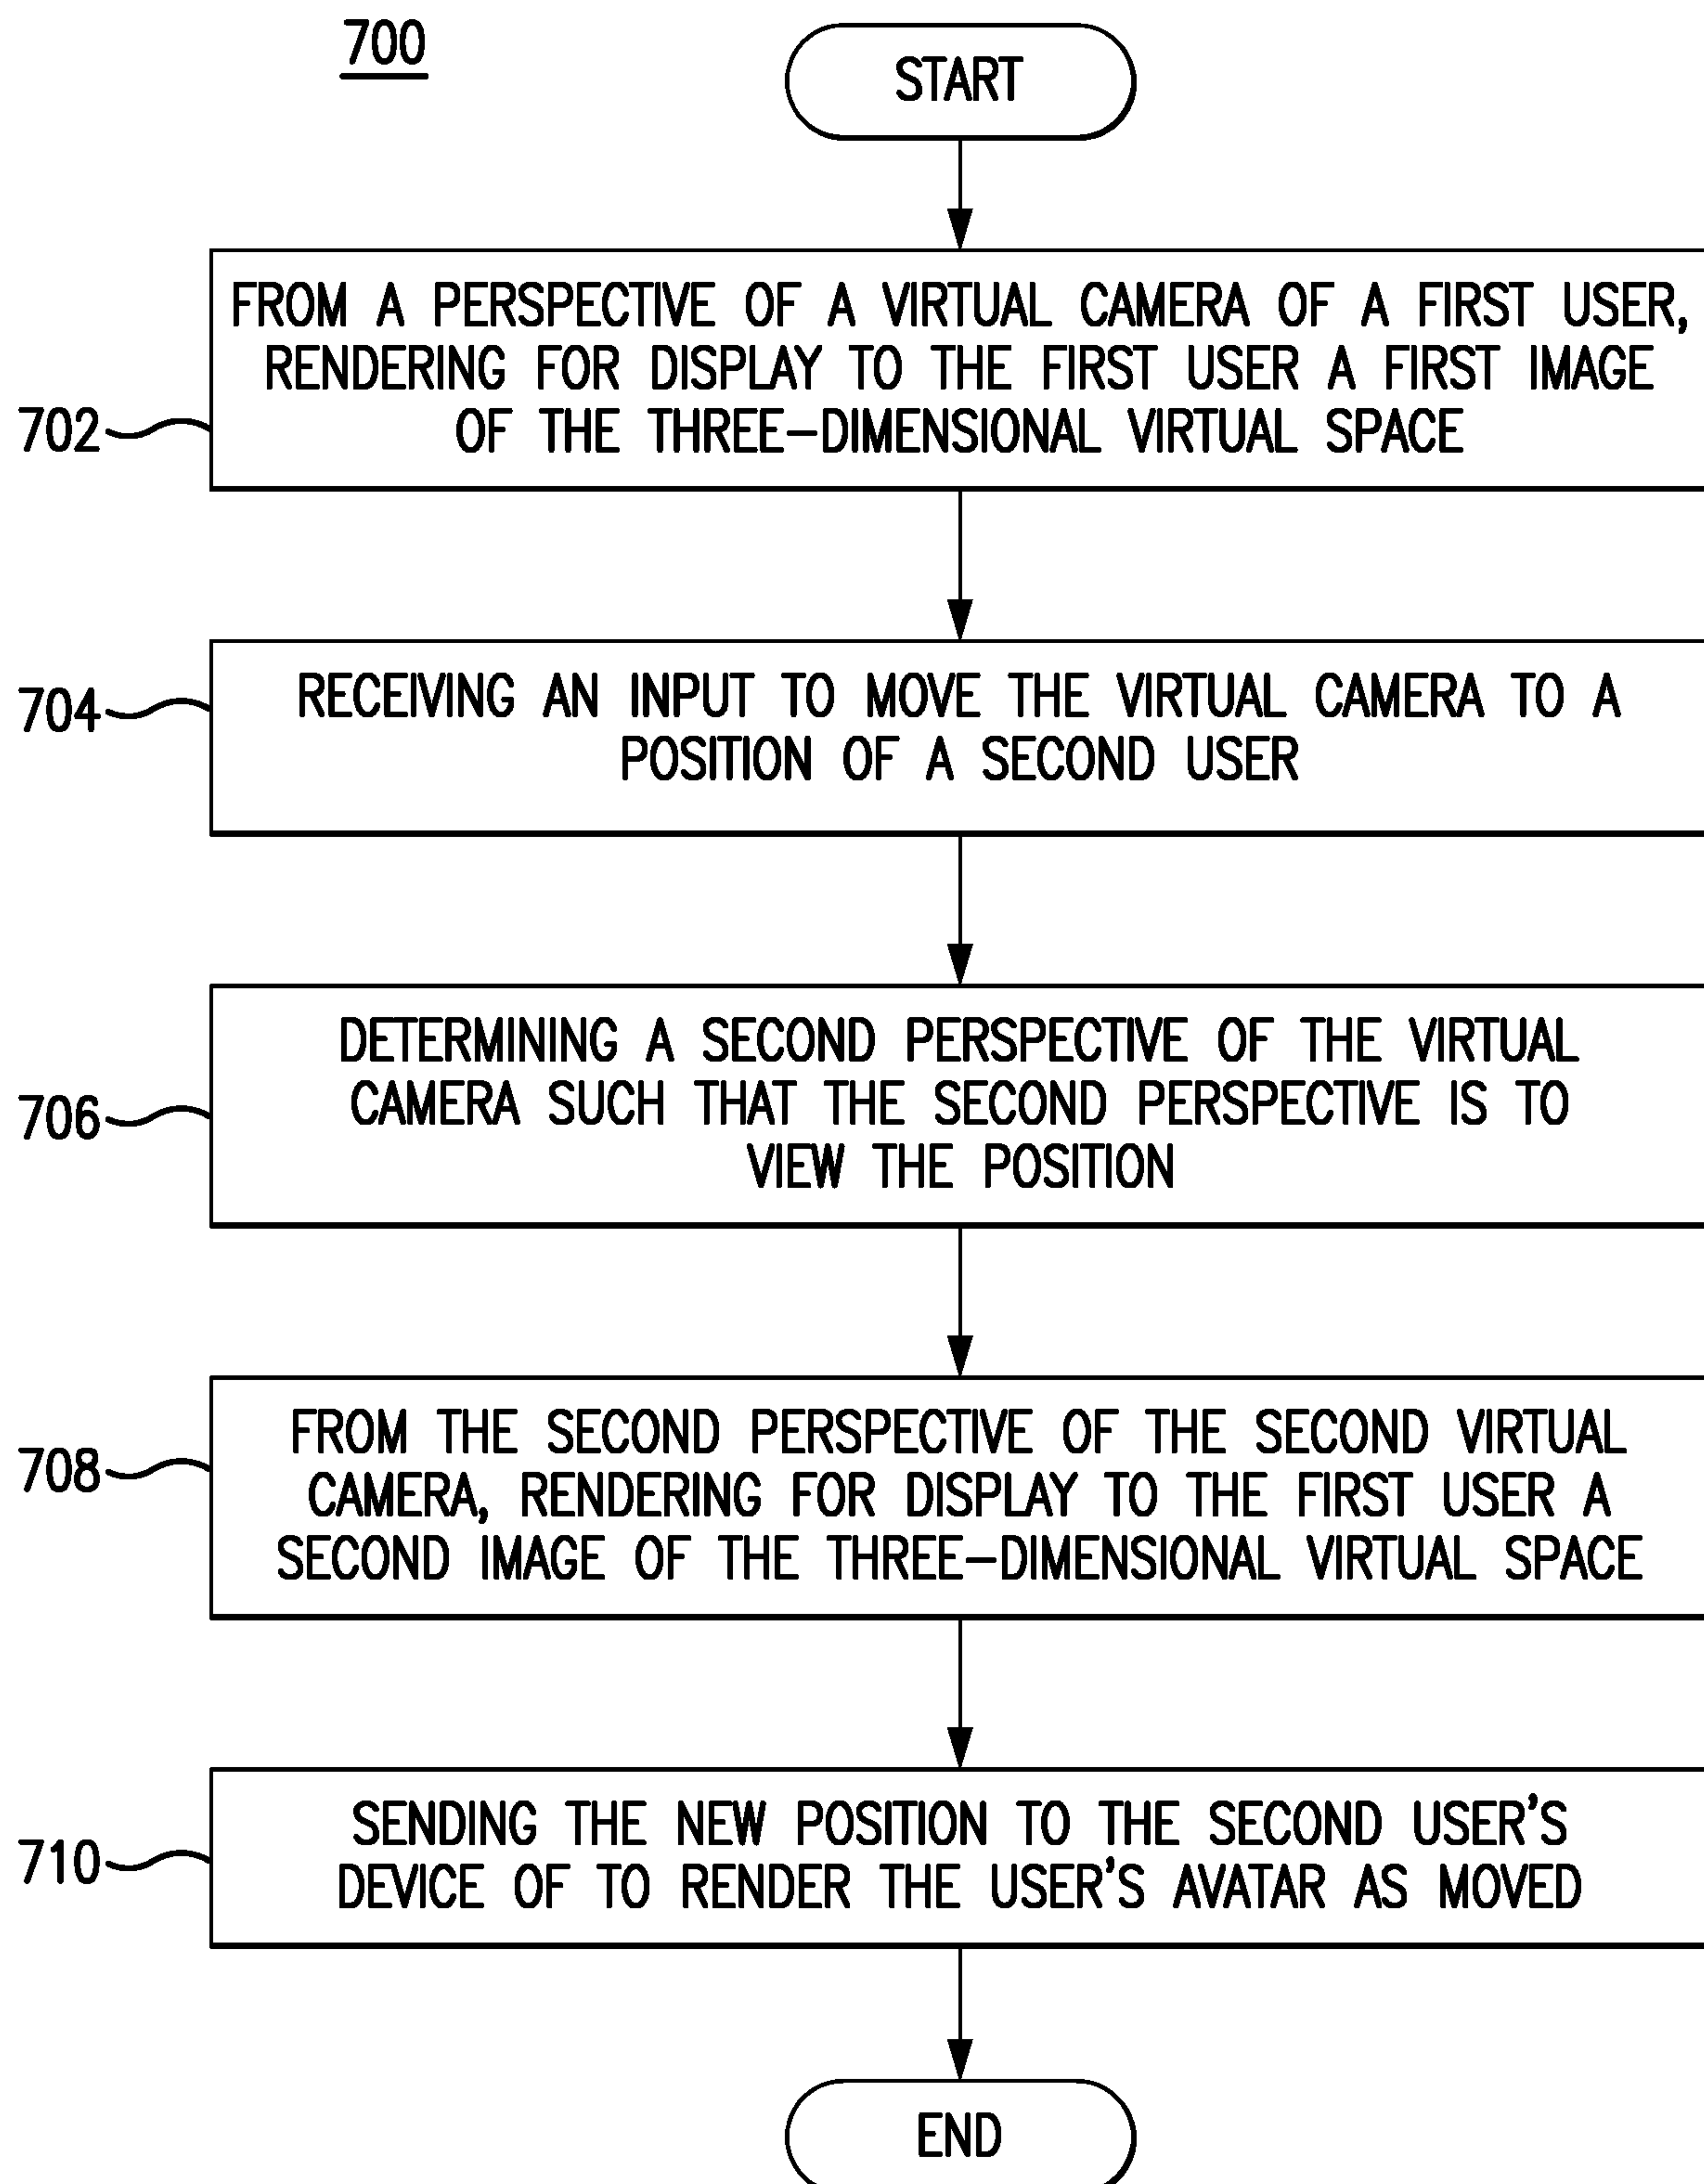 700
START
FROM A PERSPECTIVE OF A VIRTUAL CAMERA OF A FIRST USER,
RENDERING FOR DISPLAY TO THE FIRST USER A FIRST IMAGE
OF THE THREE-DIMENSIONAL VIRTUAL SPACE
702
RECEIVING AN INPUT TO MOVE THE VIRTUAL CAMERA TO A
POSITION OF A SECOND USER
704
DETERMINING A SECOND PERSPECTIVE OF THE VIRTUAL
CAMERA SUCH THAT THE SECOND PERSPECTIVE IS TO
VIEW THE POSITION
706
FROM THE SECOND PERSPECTIVE OF THE SECOND VIRTUAL
CAMERA, RENDERING FOR DISPLAY TO THE FIRST USER A
SECOND IMAGE OF THE THREE-DIMENSIONAL VIRTUAL SPACE
708
SENDING THE NEW POSITION TO THE SECOND USER'S
DEVICE OF TO RENDER THE USER'S AVATAR AS MOVED
710
END